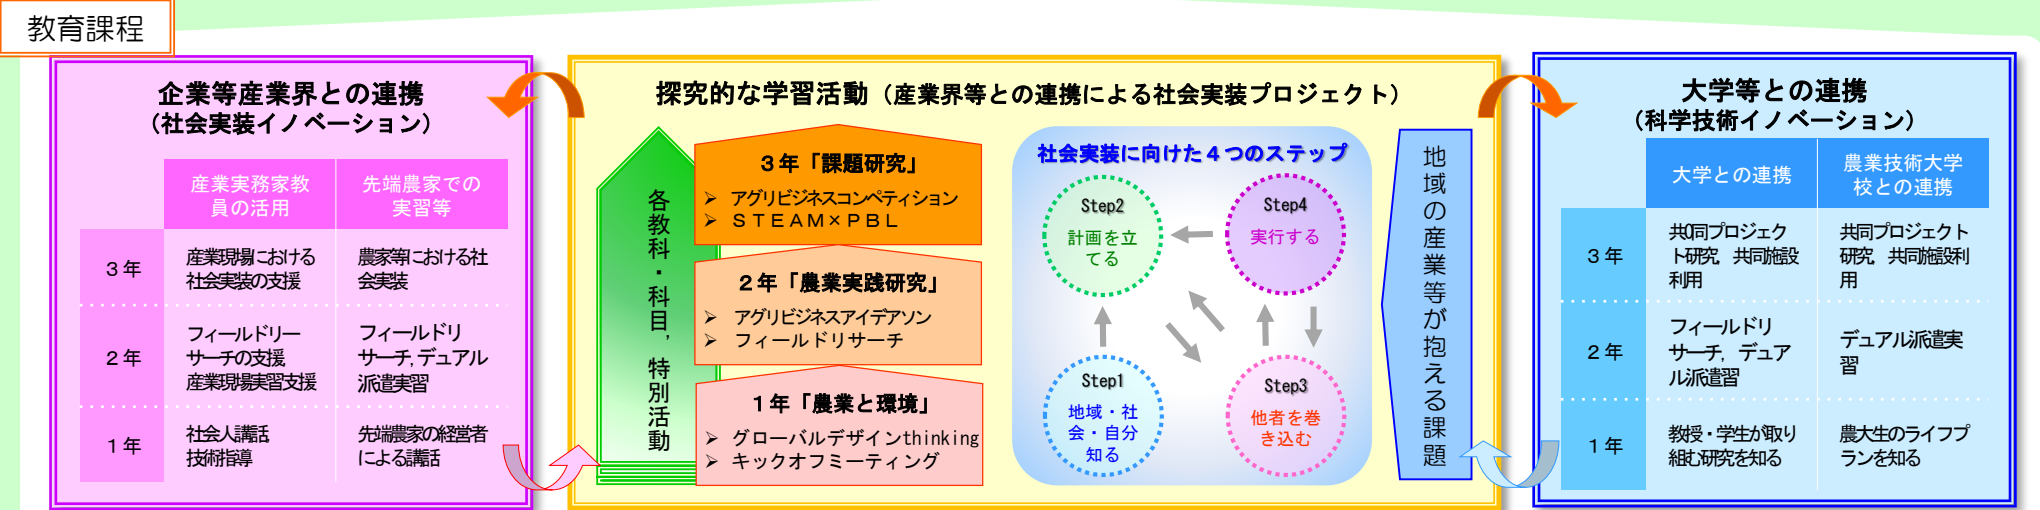 教育課程
企業等産業界との連携
（社会実装イノベーション）
産業実務家教
員の活用
先端農家での
実習等
３年
産業現場における
社会実装の支援
農家等における社
会実装
２年
フィールドリー
サーチの支援
産業現場実習支援
フィールドリ
サーチ,デュアル
派遣実習
１年
社会人講話
技術指導
先端農家の経営者
による講話
探究的な学習活動（産業界等との連携による社会実装プロジェクト）
各教科・科目，特別活動
３年「課題研究」
➢ アグリビジネスコンペティション
➢ ＳＴＥＡＭ×ＰＢＬ
２年「農業実践研究」
➢ アグリビジネスアイデアソン
➢ フィールドリサーチ
１年「農業と環境」
➢ グローバルデザインthinking
➢ キックオフミーティング
社会実装に向けた４つのステップ
Step2
計画を立
てる
Step4
実行する
Step1
地域・社
会・自分
知る
Step3
他者を巻
き込む
地域の産業等が抱える課題
大学等との連携
（科学技術イノベーション）
大学との連携
農業技術大学
校との連携
３年
共同プロジェク
ト研究　共同施設
利用
共同プロジェクト
研究　共同施設利
用
２年
フィールドリ
サーチ，デュア
ル派遣習
デュアル派遣実
習
１年
教授・学生が取り
組む研究を知る
農大生のライフプ
ランを知る